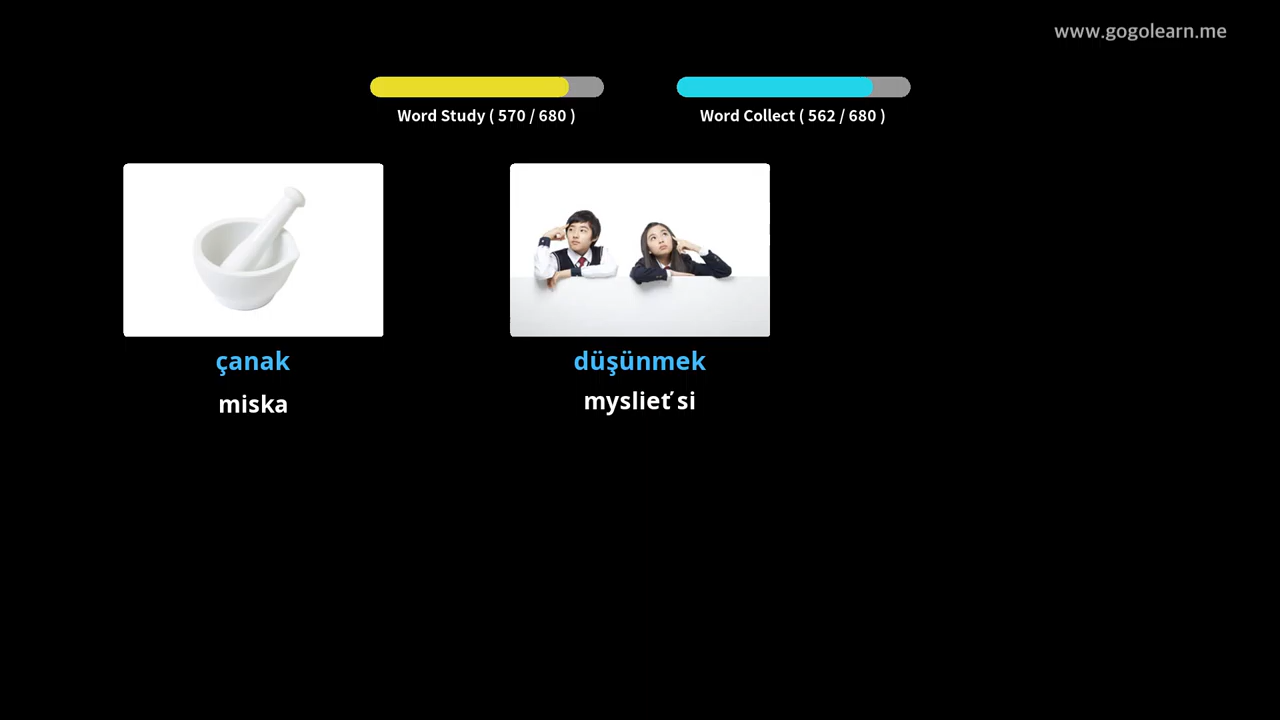 www.gogolearn.me
Word Study ( 570 / 680 )
Word Collect ( 562 / 680 )
çanak
düşünmek
miska
myslieť si